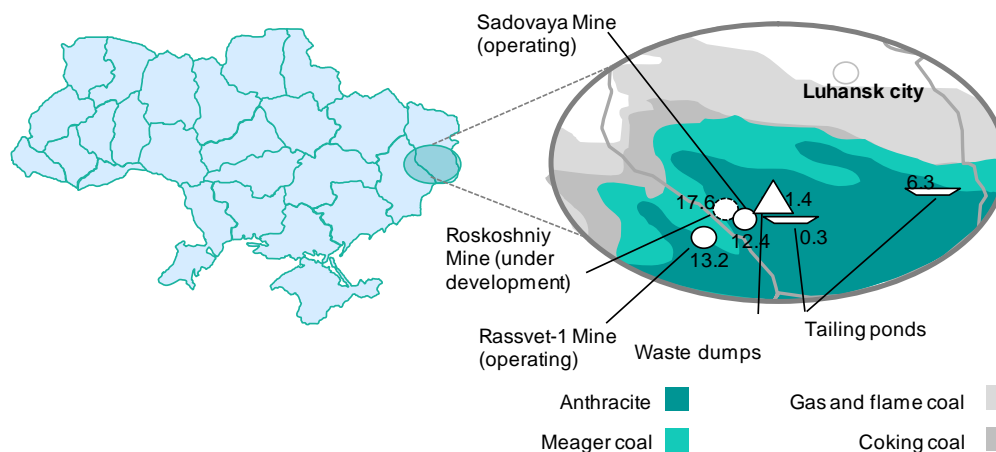 Sadovaya Mine
(operating)
Luhansk city
6.3
17.6
1.4
12.4
0.3
13.2
Roskoshniy
Mine (under
development)
Rassvet-1 Mine
(operating)
Waste dumps
Tailing ponds
Anthracite
Gas and flame coal
Meager coal
Coking coal